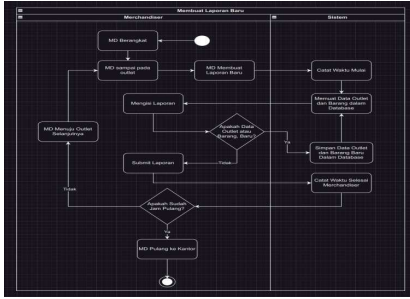 Membuat Laporan Baru
Merchandiser
Sistem
MD Berangkat
MD sampai pada
outlet
MD Membuat
Laporan Baru
Catat Waktu Mulai
Mengisi Laporan
Memuat Data Outlet
dan Barang dalam
Database
MD Menuju Outlet
Selanjutnya
Apakah Data
Outlet atau
Barang, Baru?
Ya
Simpan Data Outlet
dan Barang Baru
Dalam Database
Submit Laporan
Tidak
Catat Waktu Selesai
Merchandiser
Tidak
Apakah Sudah
Jam Pulang?
Ya
MD Pulang ke Kantor